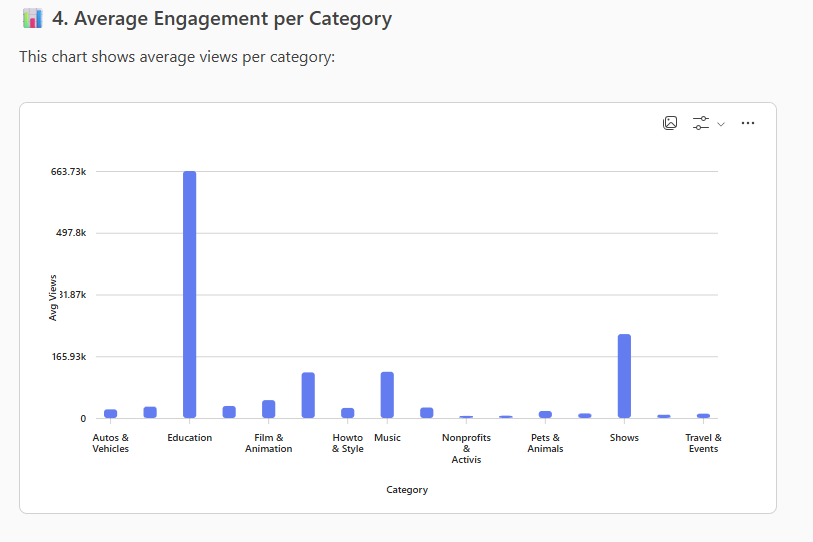 4. Average Engagement per Category
This chart shows average views per category:
663.73k
497.8k
31.87k
165.93k
0
Avg Views
Autos &
Vehicles
Education
Film &
Animation
Howto
& Style
Music
Nonprofits
&
Activis
Pets &
Animals
Shows
Travel &
Events
Category